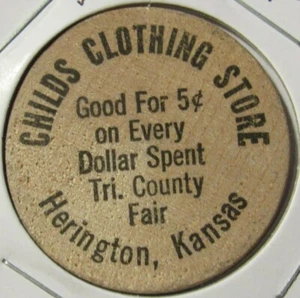 CHILDS CLOTHING STORE
Good For 5¢
on Every
Dollar Spent
Tri. County
Fair
Herington, Kansas